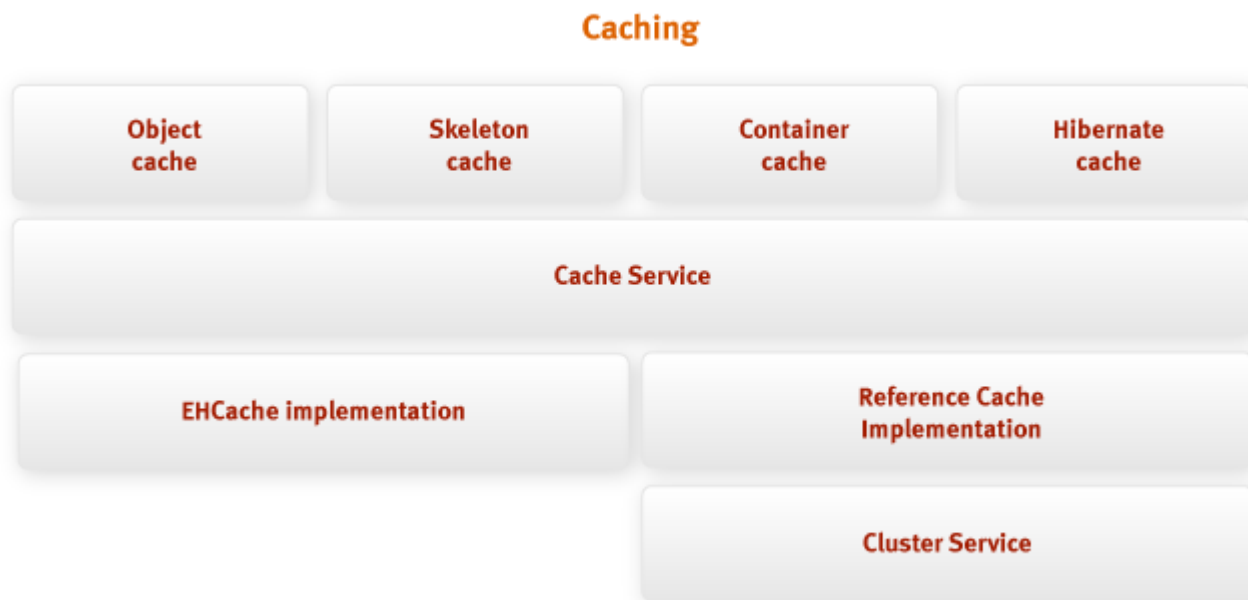 Caching
Object
cache
Skeleton
cache
Container
cache
Hibernate
cache
Cache Service
EHCache implementation
Reference Cache
Implementation
Cluster Service